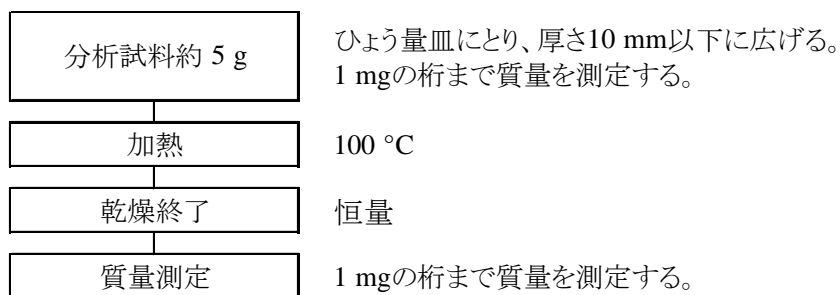 分析試料約 5 g
ひょう量皿にとり、厚さ10 mm以下に広げる。
1 mgの桁まで質量を測定する。
加熱
100 °C
乾燥終了
恒量
質量測定
1 mgの桁まで質量を測定する。